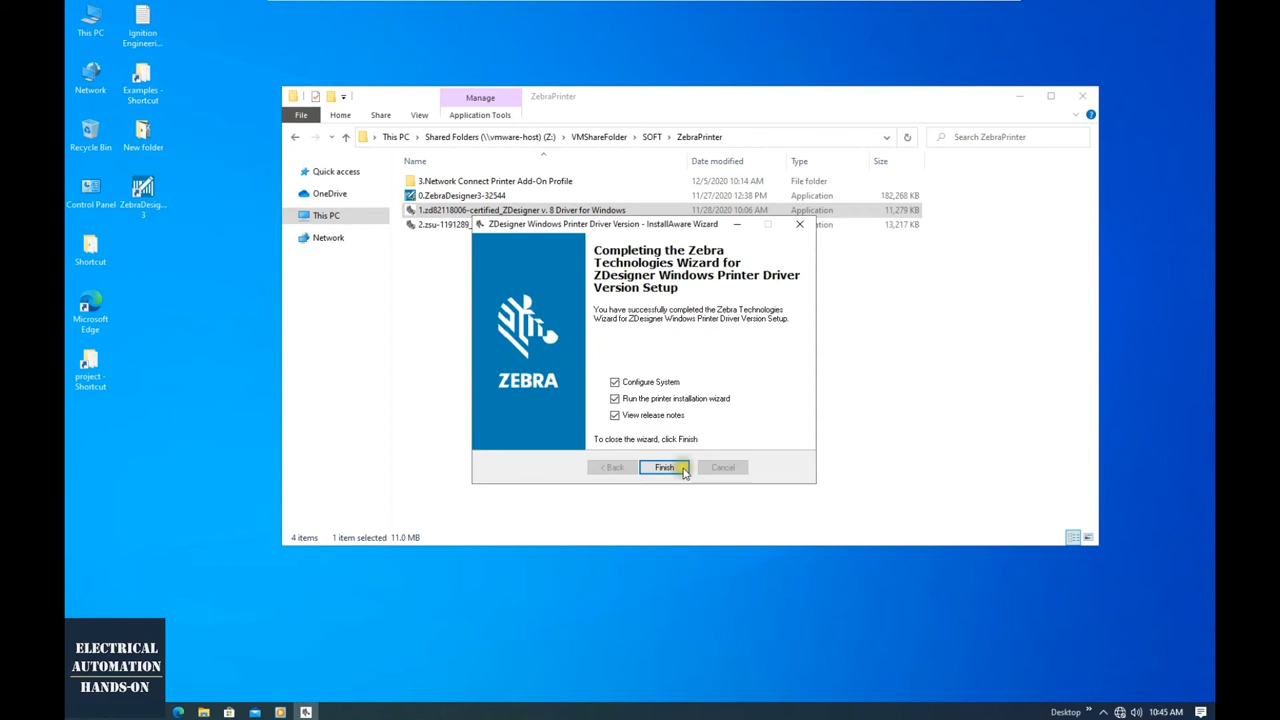 This PC
Ignition
Engineeri...
Network
Examples -
Shortcut
Recycle Bin
New folder
Control Panel
ZebraDesig...
3
Shortcut
Microsoft
Edge
project -
Shortcut
Manage
ZebraPrinter
File
Home
Share
View
Application Tools
This PC
Shared Folders (\\vmware-host) (Z:)
VMShareFolder
SOFT
ZebraPrinter
Search ZebraPrinter
Quick access
OneDrive
This PC
Network
Name
Date modified
Type
Size
3.Network Connect Printer Add-On Profile
12/5/2020 10:14 AM
File folder
0.ZebraDesigner3-32544
11/27/2020 12:38 PM
Application
182,268 KB
1.zd82118006-certified_ZDesigner v. 8 Driver for Windows
11/28/2020 10:06 AM
Application
11,279 KB
2.zsu-1191289_
Application
13,217 KB
ZDesigner Windows Printer Driver Version - InstallAware Wizard
ZEBRA
Completing the Zebra
Technologies Wizard for
ZDesigner Windows Printer Driver
Version Setup
You have successfully completed the Zebra Technologies
Wizard for ZDesigner Windows Printer Driver Version Setup.
Configure System
Run the printer installation wizard
View release notes
To close the wizard, click Finish
< Back
Finish
Cancel
4 items
1 item selected 11.0 MB
ELECTRICAL
AUTOMATION
HANDS-ON
Desktop
10:45 AM